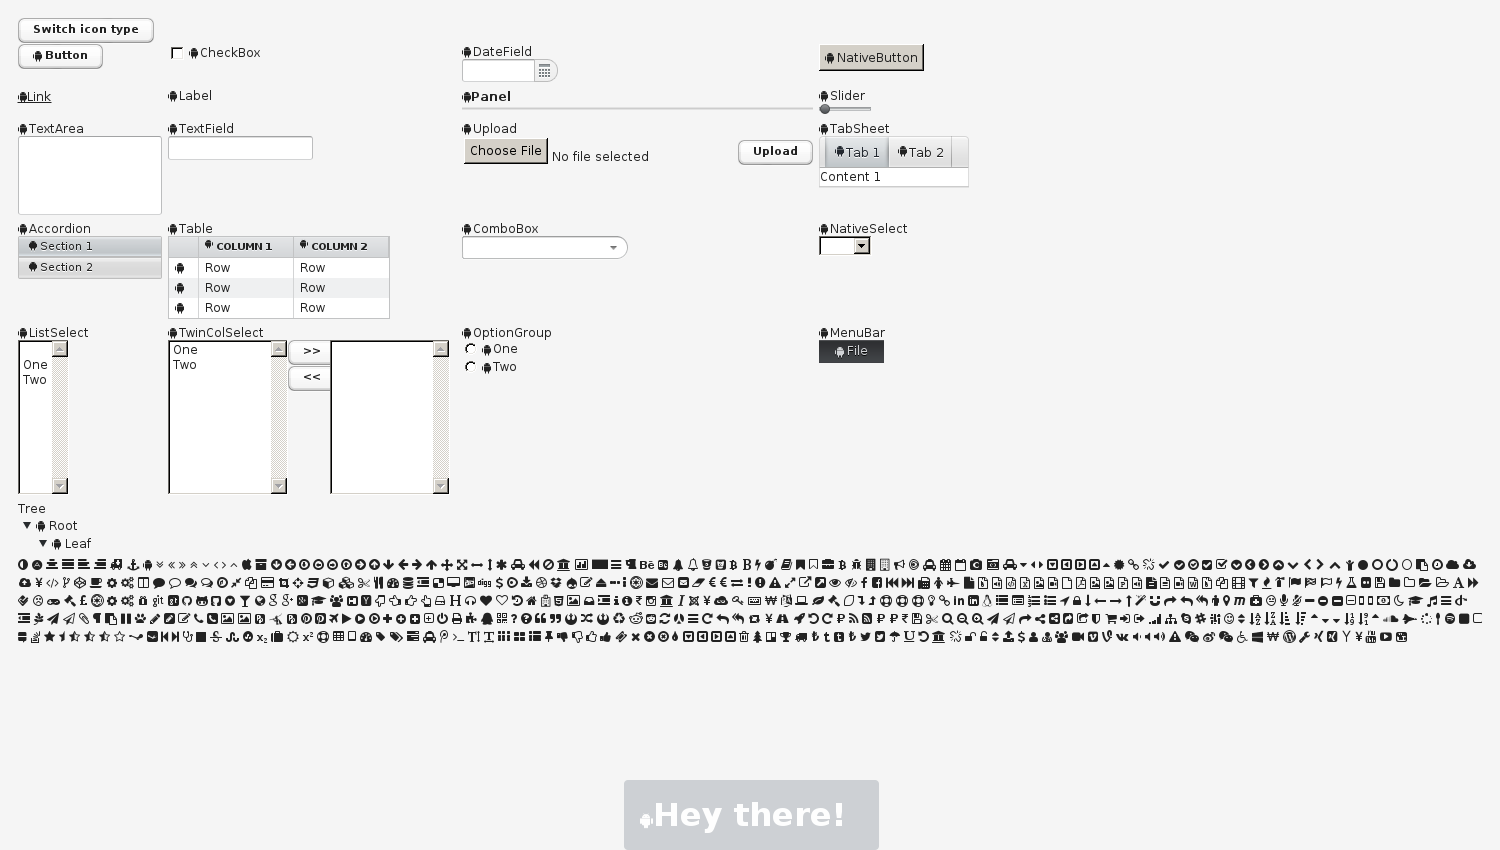 Switch icon type
Button
CheckBox
DateField
NativeButton
Link
Label
Panel
Slider
TextArea
TextField
Upload
Choose File
No file selected
Upload
TabSheet
Tab 1
Tab 2
Content 1
Accordion
Section 1
Section 2
Table
COLUMN 1 COLUMN 2
Row Row
Row Row
Row Row
ComboBox
NativeSelect
ListSelect
One
Two
TwinColSelect
One
Two
>>
<<
OptionGroup
One
Two
MenuBar
File
Tree
Root
Leaf
Hey there!